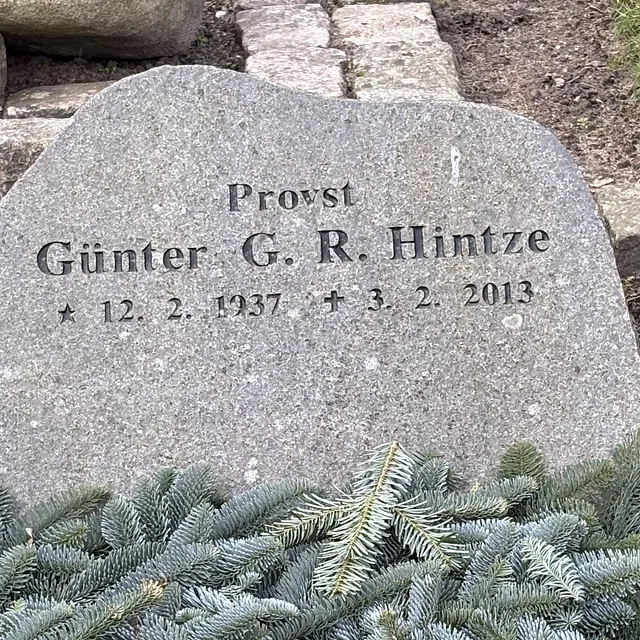 Provst
Günter G. R. Hintze
★ 12. 2. 1937 ✝ 3. 2. 2013